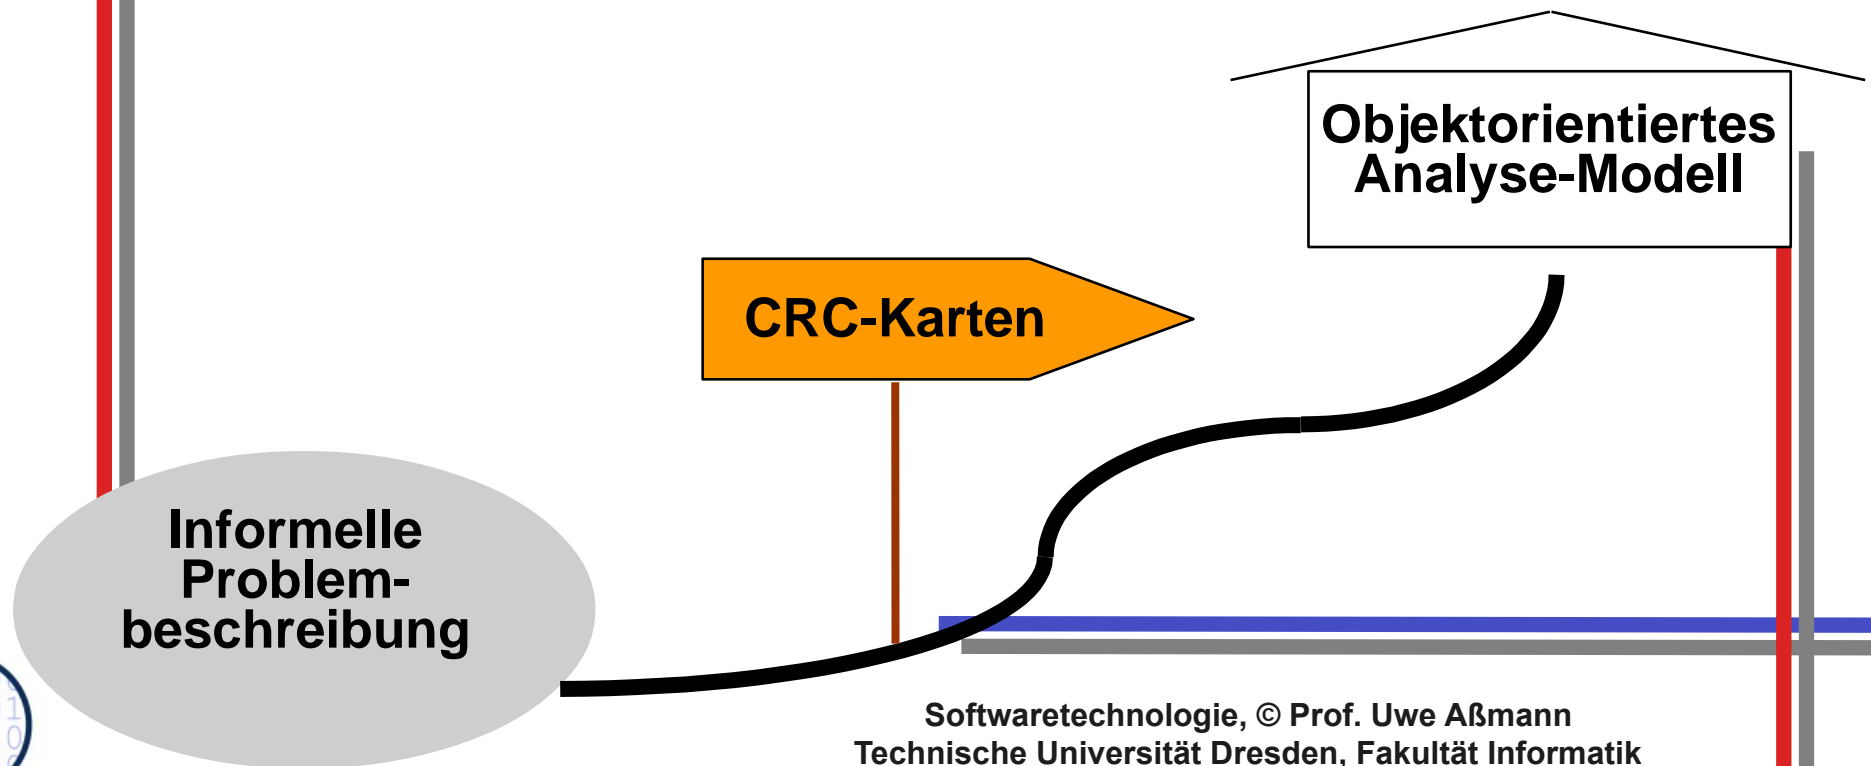 Objektorientiertes
Analyse-Modell
CRC-Karten
Informelle
Problem-
beschreibung
Softwaretechnologie, © Prof. Uwe Aßmann
Technische Universität Dresden, Fakultät Informatik